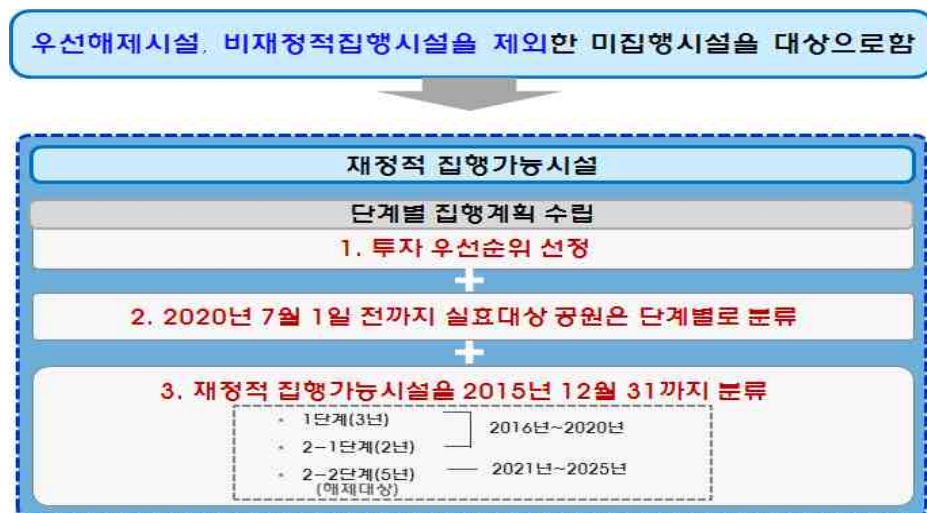 우선해제시설, 비재정적집행시설을 제외한 미집행시설을 대상으로함
재정적 집행가능시설
단계별 집행계획 수립
1. 투자 우선순위 선정
+
2. 2020년 7월 1일 전까지 실효대상 공원은 단계별로 분류
+
3. 재정적 집행가능시설을 2015년 12월 31까지 분류
· 1단계(3년)
2016년~2020년
· 2-1단계(2년)
· 2-2단계(5년) 2021년~2025년
(해제대상)